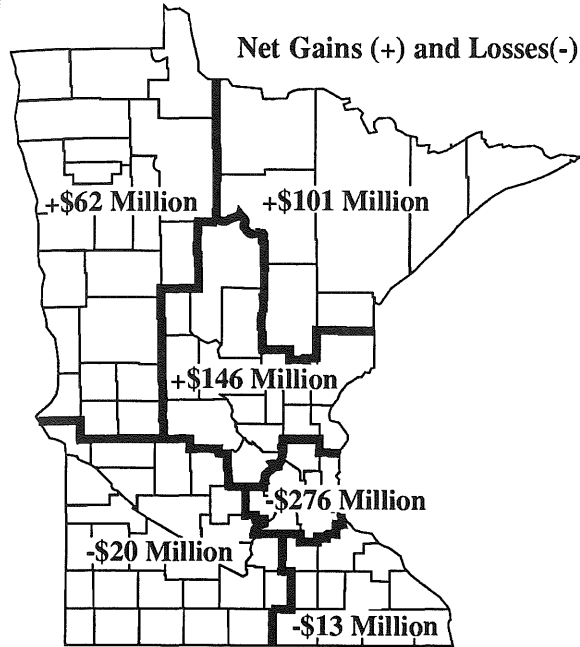 Net Gains (+) and Losses(-)
+$62 Million
+$101 Million
+$146 Million
-$276 Million
-$20 Million
-$13 Million